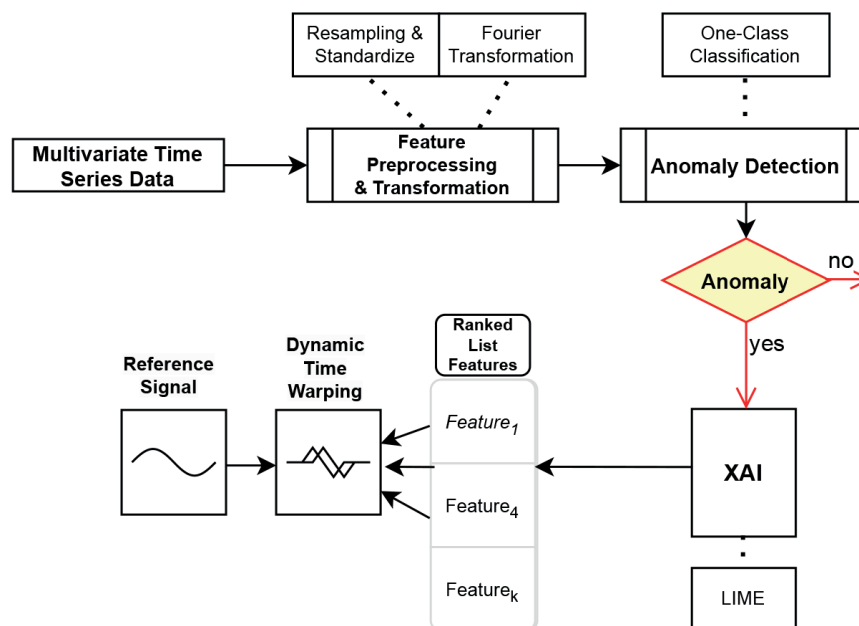 Resampling &
Standardize
Fourier
Transformation
One-Class
Classification
Multivariate Time
Series Data
Feature
Preprocessing
& Transformation
Anomaly Detection
Anomaly
no
yes
Reference
Signal
Dynamic
Time
Warping
Ranked
List
Features
Feature1
Feature4
Featurek
XAI
LIME